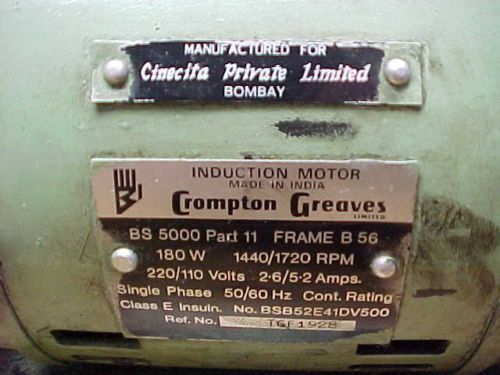 MANUFACTURED FOR
Cinecita Private Limited
BOMBAY
INDUCTION MOTOR
MADE IN INDIA
Crompton Greaves
LIMITED
BS 5000 Part 11 FRAME B 56
180 W 1440/1720 RPM
220/110 Volts 2·6/5·2 Amps.
Single Phase 50/60 Hz Cont. Rating
Class E Insuln. No. BSB52E41DV500
Ref. No. TGF1928